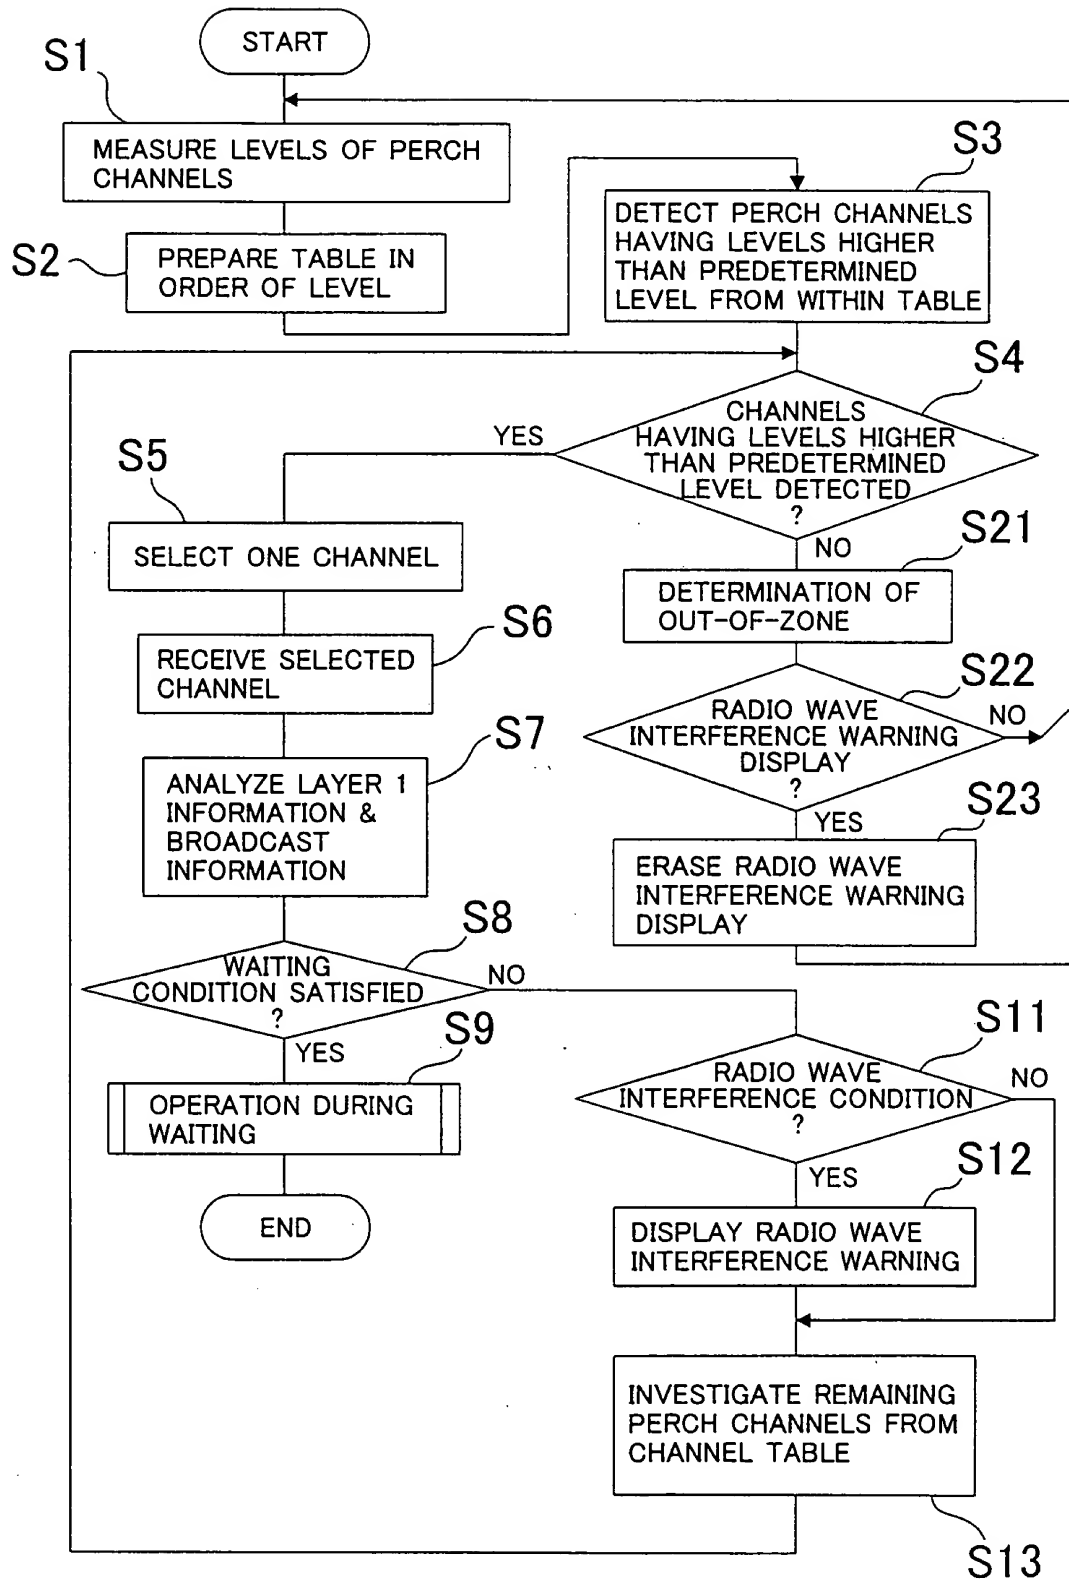 START
S1
MEASURE LEVELS OF PERCH
CHANNELS
S2
PREPARE TABLE IN
ORDER OF LEVEL
S3
DETECT PERCH CHANNELS
HAVING LEVELS HIGHER
THAN PREDETERMINED
LEVEL FROM WITHIN TABLE
S4
CHANNELS
HAVING LEVELS HIGHER
THAN PREDETERMINED
LEVEL DETECTED
?
YES
NO
S5
SELECT ONE CHANNEL
S6
RECEIVE SELECTED
CHANNEL
S7
ANALYZE LAYER 1
INFORMATION &
BROADCAST
INFORMATION
S8
WAITING
CONDITION SATISFIED
?
NO
YES
S9
OPERATION DURING
WAITING
END
S21
DETERMINATION OF
OUT-OF-ZONE
S22
RADIO WAVE
INTERFERENCE WARNING
DISPLAY
?
NO
YES
S23
ERASE RADIO WAVE
INTERFERENCE WARNING
DISPLAY
S11
RADIO WAVE
INTERFERENCE CONDITION
?
NO
YES
S12
DISPLAY RADIO WAVE
INTERFERENCE WARNING
INVESTIGATE REMAINING
PERCH CHANNELS FROM
CHANNEL TABLE
S13